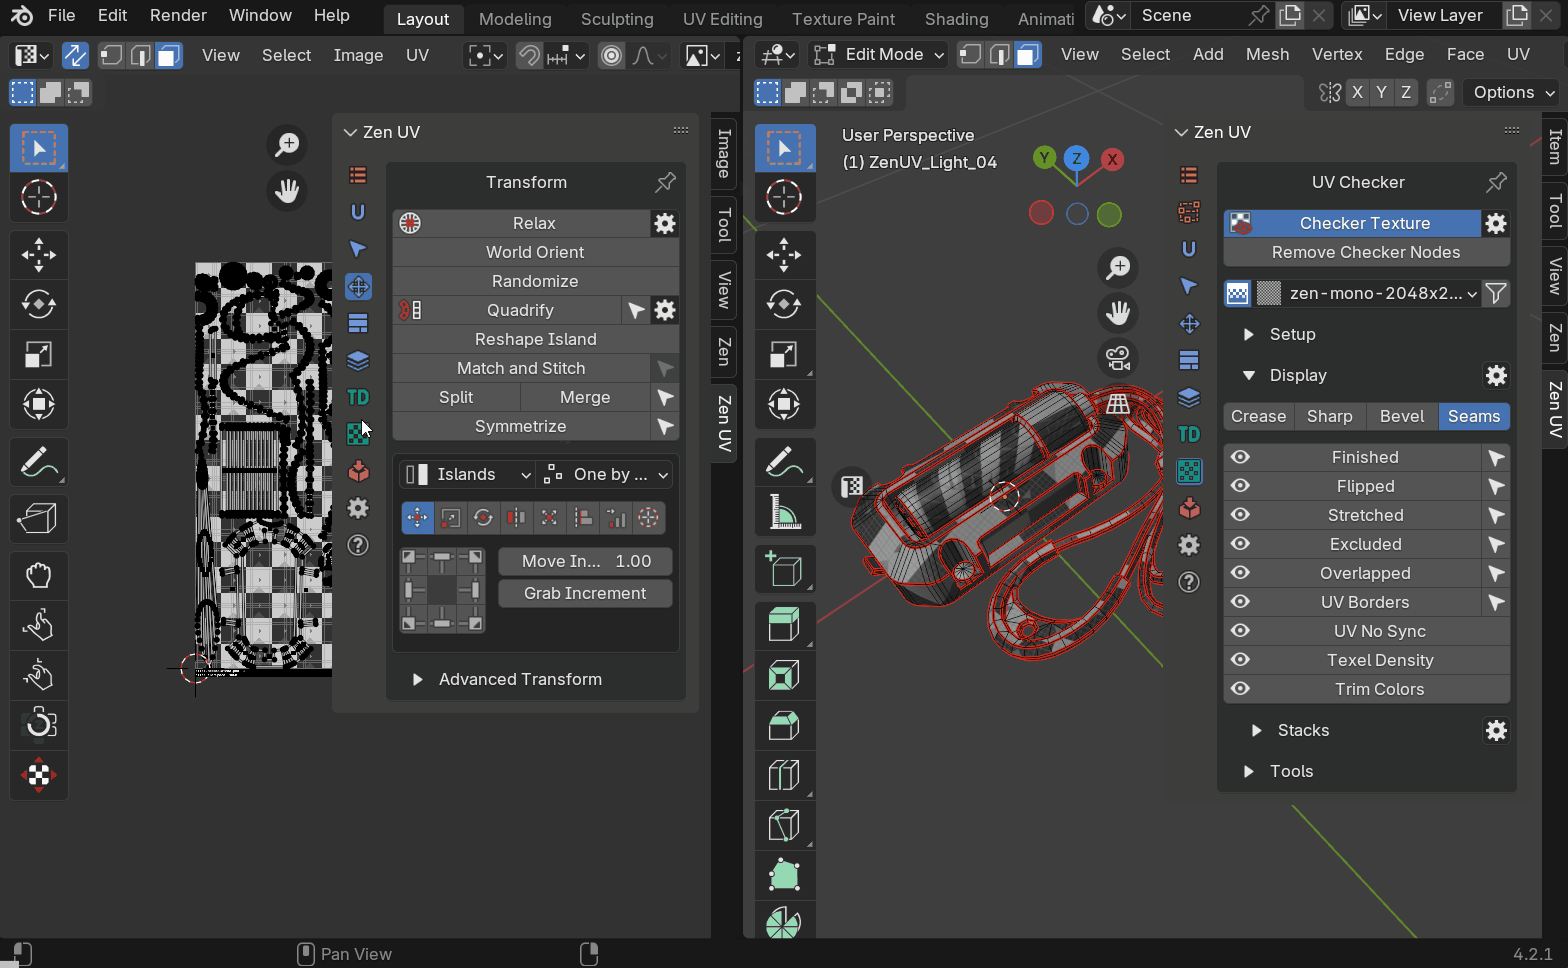 File Edit Render Window Help Layout Modeling Sculpting UV Editing Texture Paint Shading Animati Scene View Layer
View Select Image UV
Edit Mode View Select Add Mesh Vertex Edge Face UV
X Y Z Options
Zen UV
Transform
Relax
World Orient
Randomize
Quadrify
Reshape Island
Match and Stitch
Split Merge
Symmetrize
Islands One by ...
Move In... 1.00
Grab Increment
Advanced Transform
TD
Image
Tool
View
Zen
Zen UV
User Perspective
(1) ZenUV_Light_04
Y Z X
Zen UV
UV Checker
Checker Texture
Remove Checker Nodes
zen-mono-2048x2...
Setup
Display
Crease Sharp Bevel Seams
Finished
Flipped
Stretched
Excluded
Overlapped
UV Borders
UV No Sync
Texel Density
Trim Colors
Stacks
Tools
TD
Item
Tool
View
Zen
Zen UV
Pan View
4.2.1